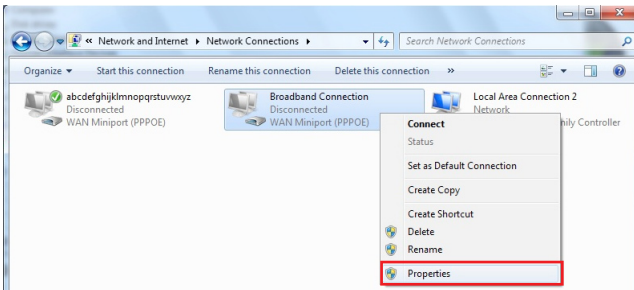 « Network and Internet ▸ Network Connections ▸
Search Network Connections
Organize ▾ Start this connection Rename this connection Delete this connection »
abcdefghijklmnopqrstuvwxyz
Disconnected
WAN Miniport (PPPOE)
Broadband Connection
Disconnected
WAN Miniport (PPPOE)
Local Area Connection 2
Network
ily Controller
Connect
Status
Set as Default Connection
Create Copy
Create Shortcut
Delete
Rename
Properties